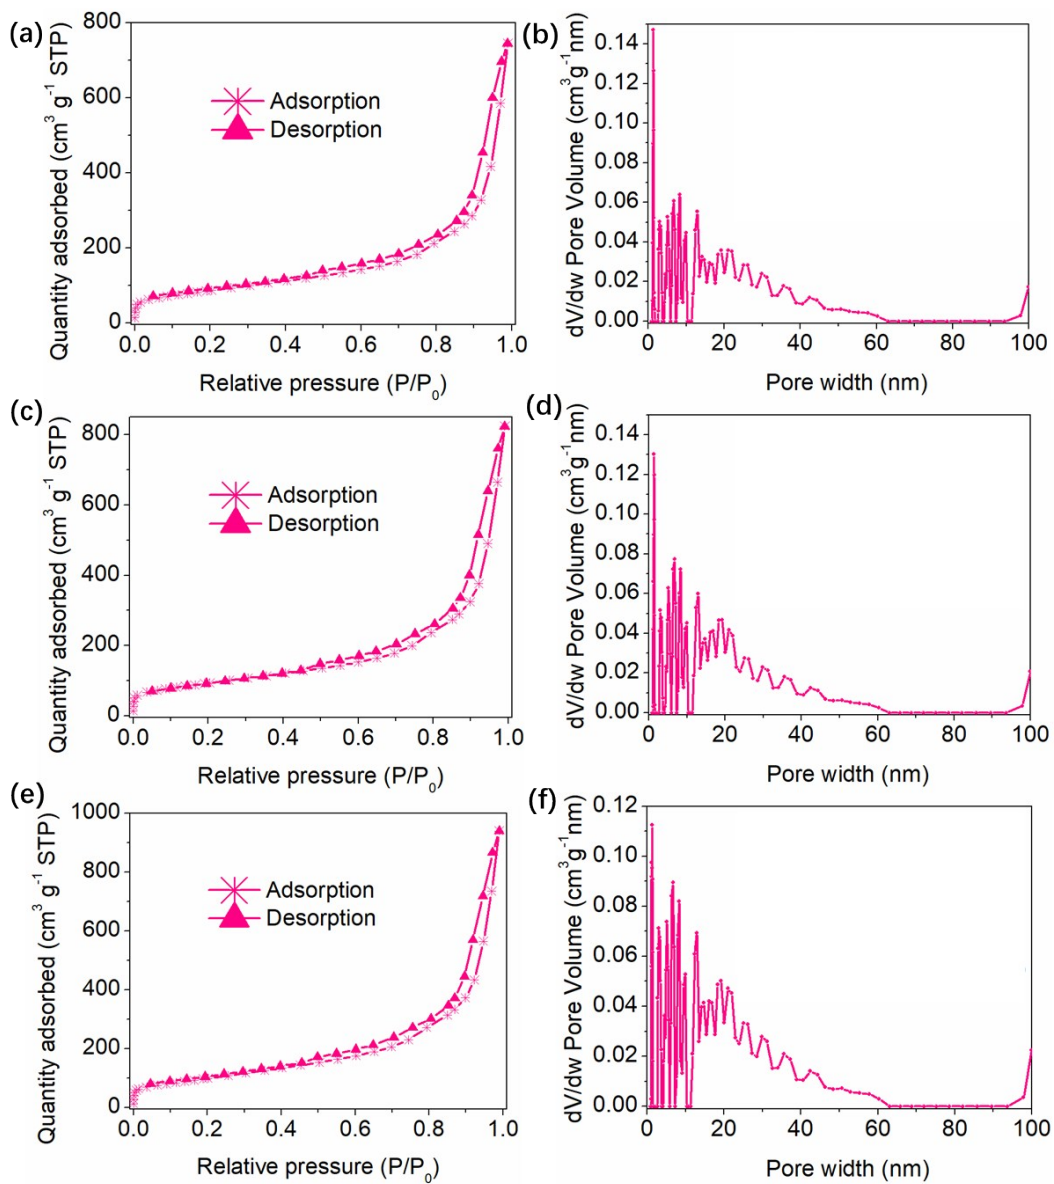 (a)
Quantity adsorbed (cm³ g⁻¹ STP)
800
600
400
200
0
Adsorption
Desorption
0.0 0.2 0.4 0.6 0.8 1.0
Relative pressure (P/P₀)
(b)
dV/dw Pore Volume (cm³g⁻¹nm)
0.14
0.12
0.10
0.08
0.06
0.04
0.02
0.00
0 20 40 60 80 100
Pore width (nm)
(c)
Quantity adsorbed (cm³ g⁻¹ STP)
800
600
400
200
0
Adsorption
Desorption
0.0 0.2 0.4 0.6 0.8 1.0
Relative pressure (P/P₀)
(d)
dV/dw Pore Volume (cm³g⁻¹nm)
0.14
0.12
0.10
0.08
0.06
0.04
0.02
0.00
0 20 40 60 80 100
Pore width (nm)
(e)
Quantity adsorbed (cm³ g⁻¹ STP)
1000
800
600
400
200
0
Adsorption
Desorption
0.0 0.2 0.4 0.6 0.8 1.0
Relative pressure (P/P₀)
(f)
dV/dw Pore Volume (cm³g⁻¹nm)
0.12
0.10
0.08
0.06
0.04
0.02
0.00
0 20 40 60 80 100
Pore width (nm)